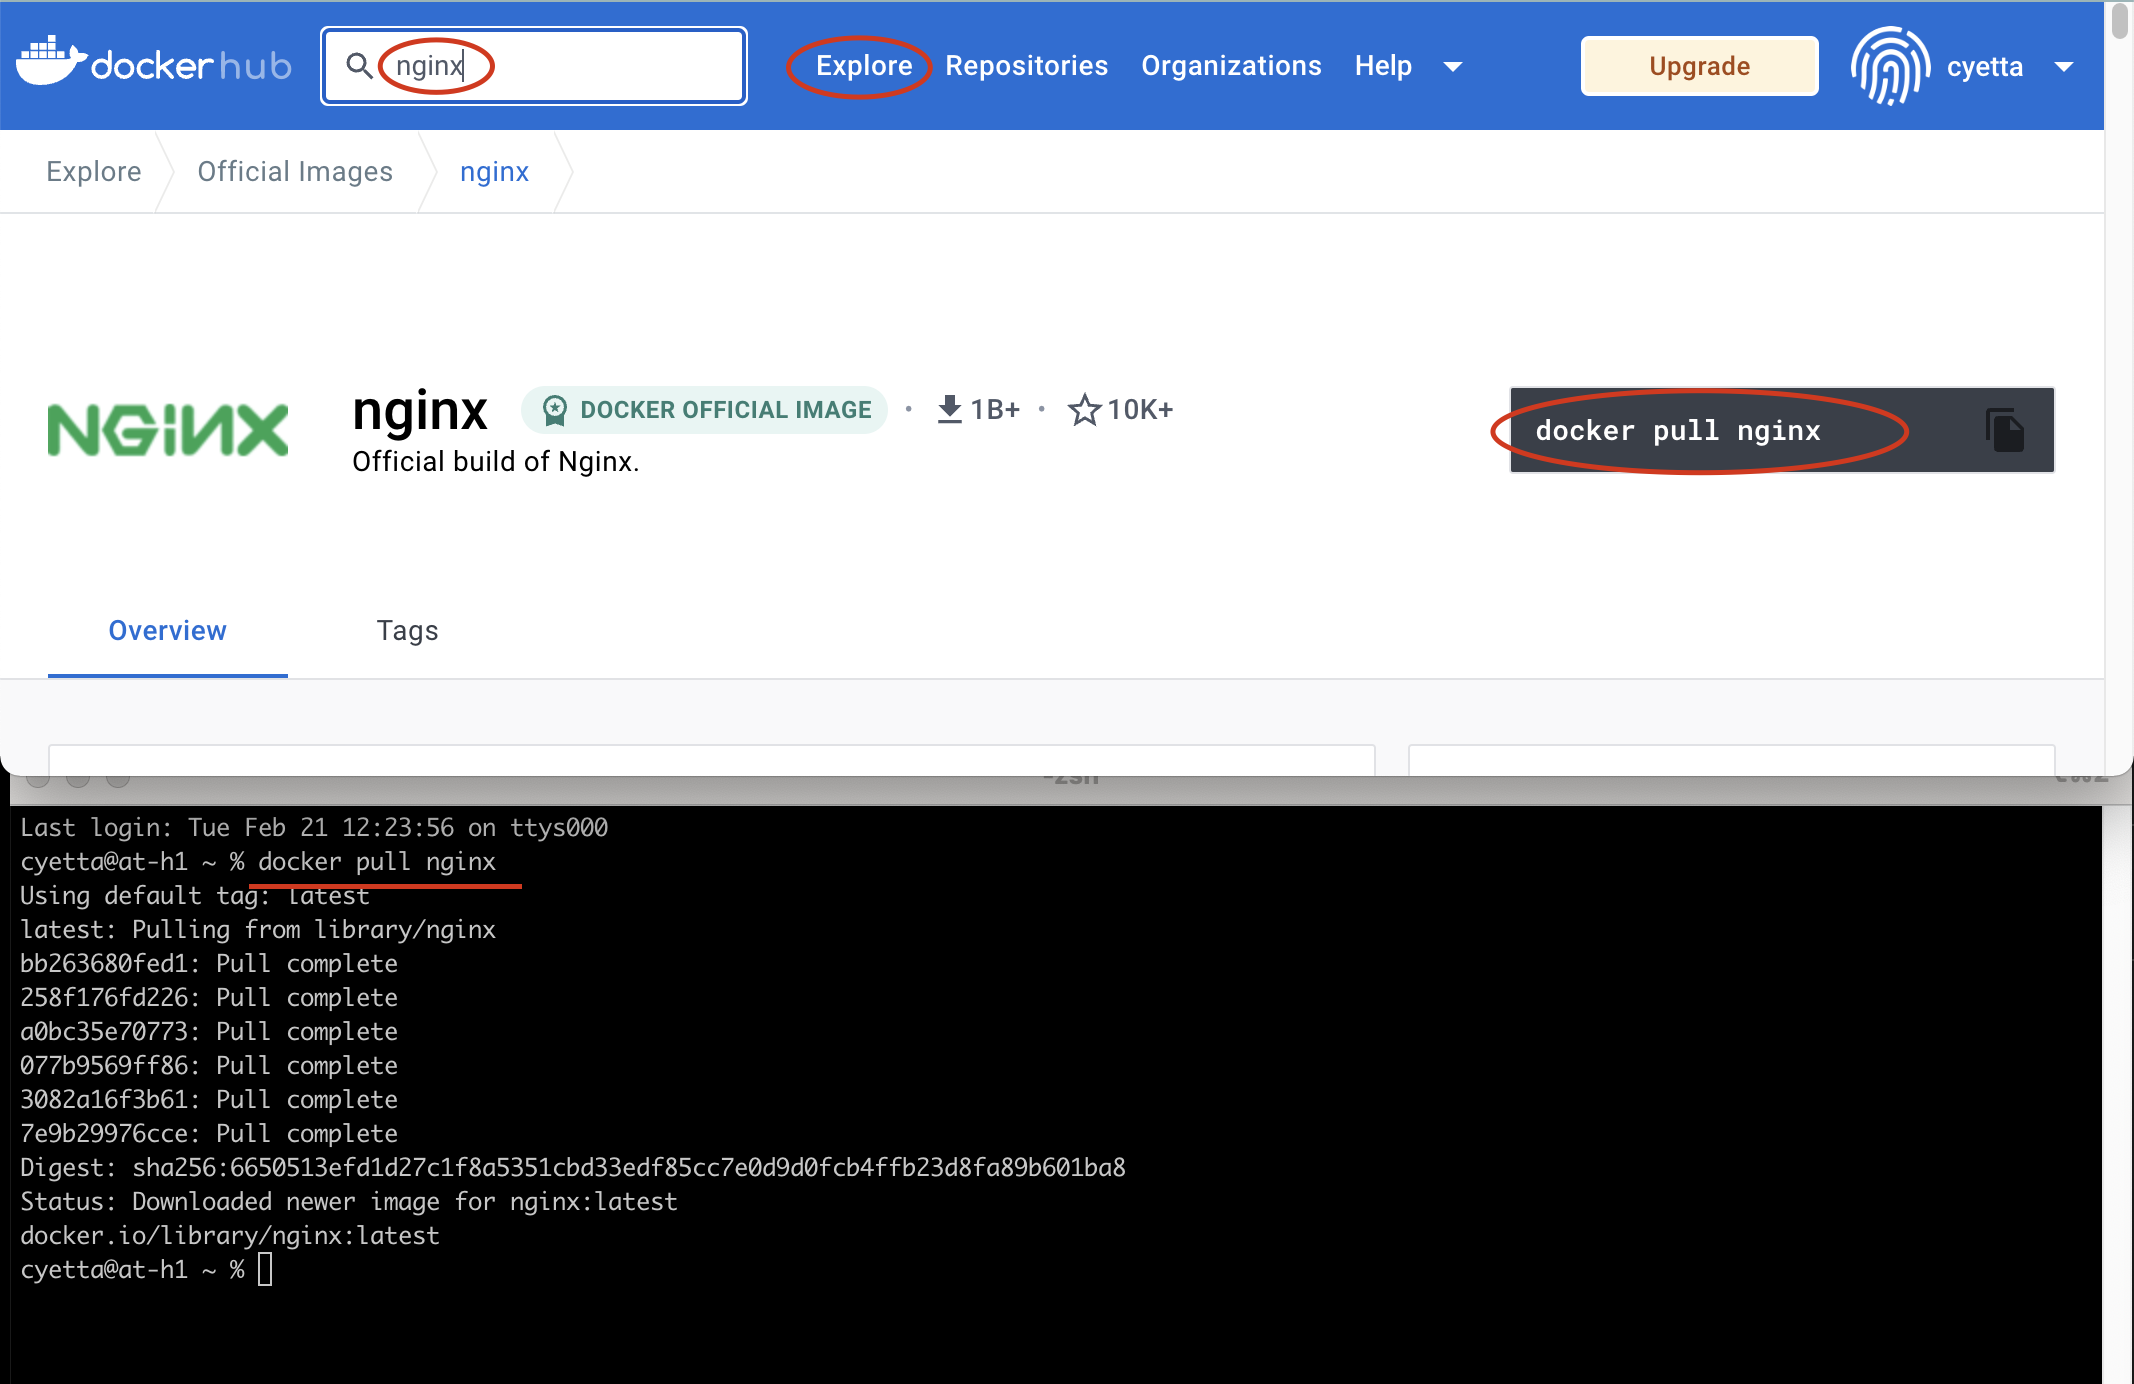 dockerhub nginx Explore Repositories Organizations Help Upgrade cyetta
Explore Official Images nginx
NGINX
nginx DOCKER OFFICIAL IMAGE · 1B+ · 10K+
Official build of Nginx.
docker pull nginx
Overview Tags
-zsh
Last login: Tue Feb 21 12:23:56 on ttys000
cyetta@at-h1 ~ % docker pull nginx
Using default tag: latest
latest: Pulling from library/nginx
bb263680fed1: Pull complete
258f176fd226: Pull complete
a0bc35e70773: Pull complete
077b9569ff86: Pull complete
3082a16f3b61: Pull complete
7e9b29976cce: Pull complete
Digest: sha256:6650513efd1d27c1f8a5351cbd33edf85cc7e0d9d0fcb4ffb23d8fa89b601ba8
Status: Downloaded newer image for nginx:latest
docker.io/library/nginx:latest
cyetta@at-h1 ~ %